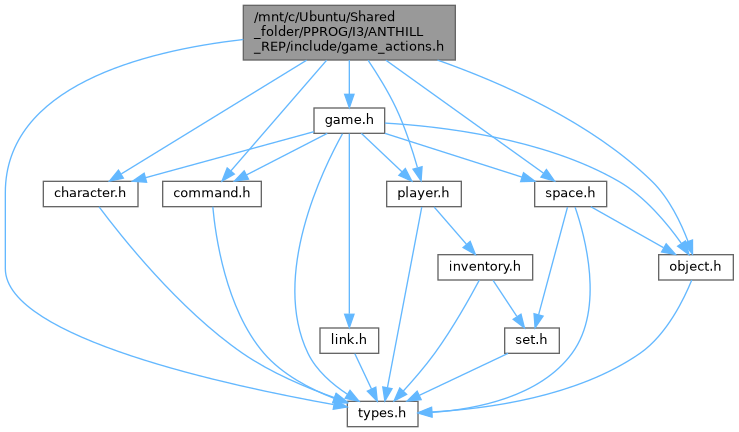 /mnt/c/Ubuntu/Shared
_folder/PPROG/I3/ANTHILL
_REP/include/game_actions.h
game.h
character.h
command.h
player.h
space.h
inventory.h
object.h
link.h
set.h
types.h